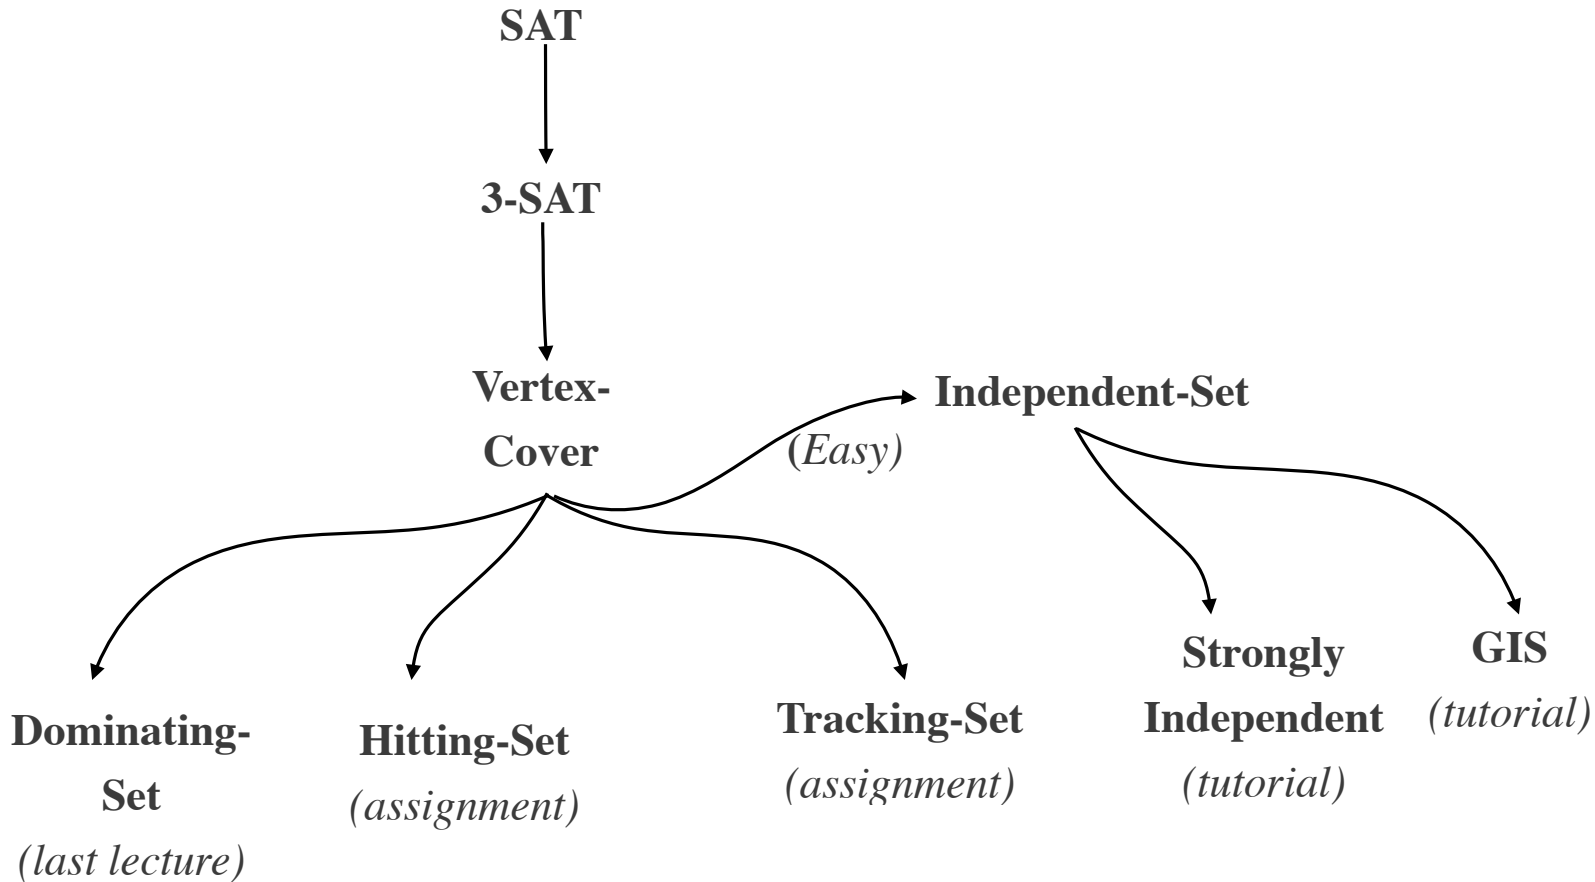 SAT
3-SAT
Vertex-
Cover
Independent-Set
(Easy)
Dominating-
Set
(last lecture)
Hitting-Set
(assignment)
Tracking-Set
(assignment)
Strongly
Independent
(tutorial)
GIS
(tutorial)